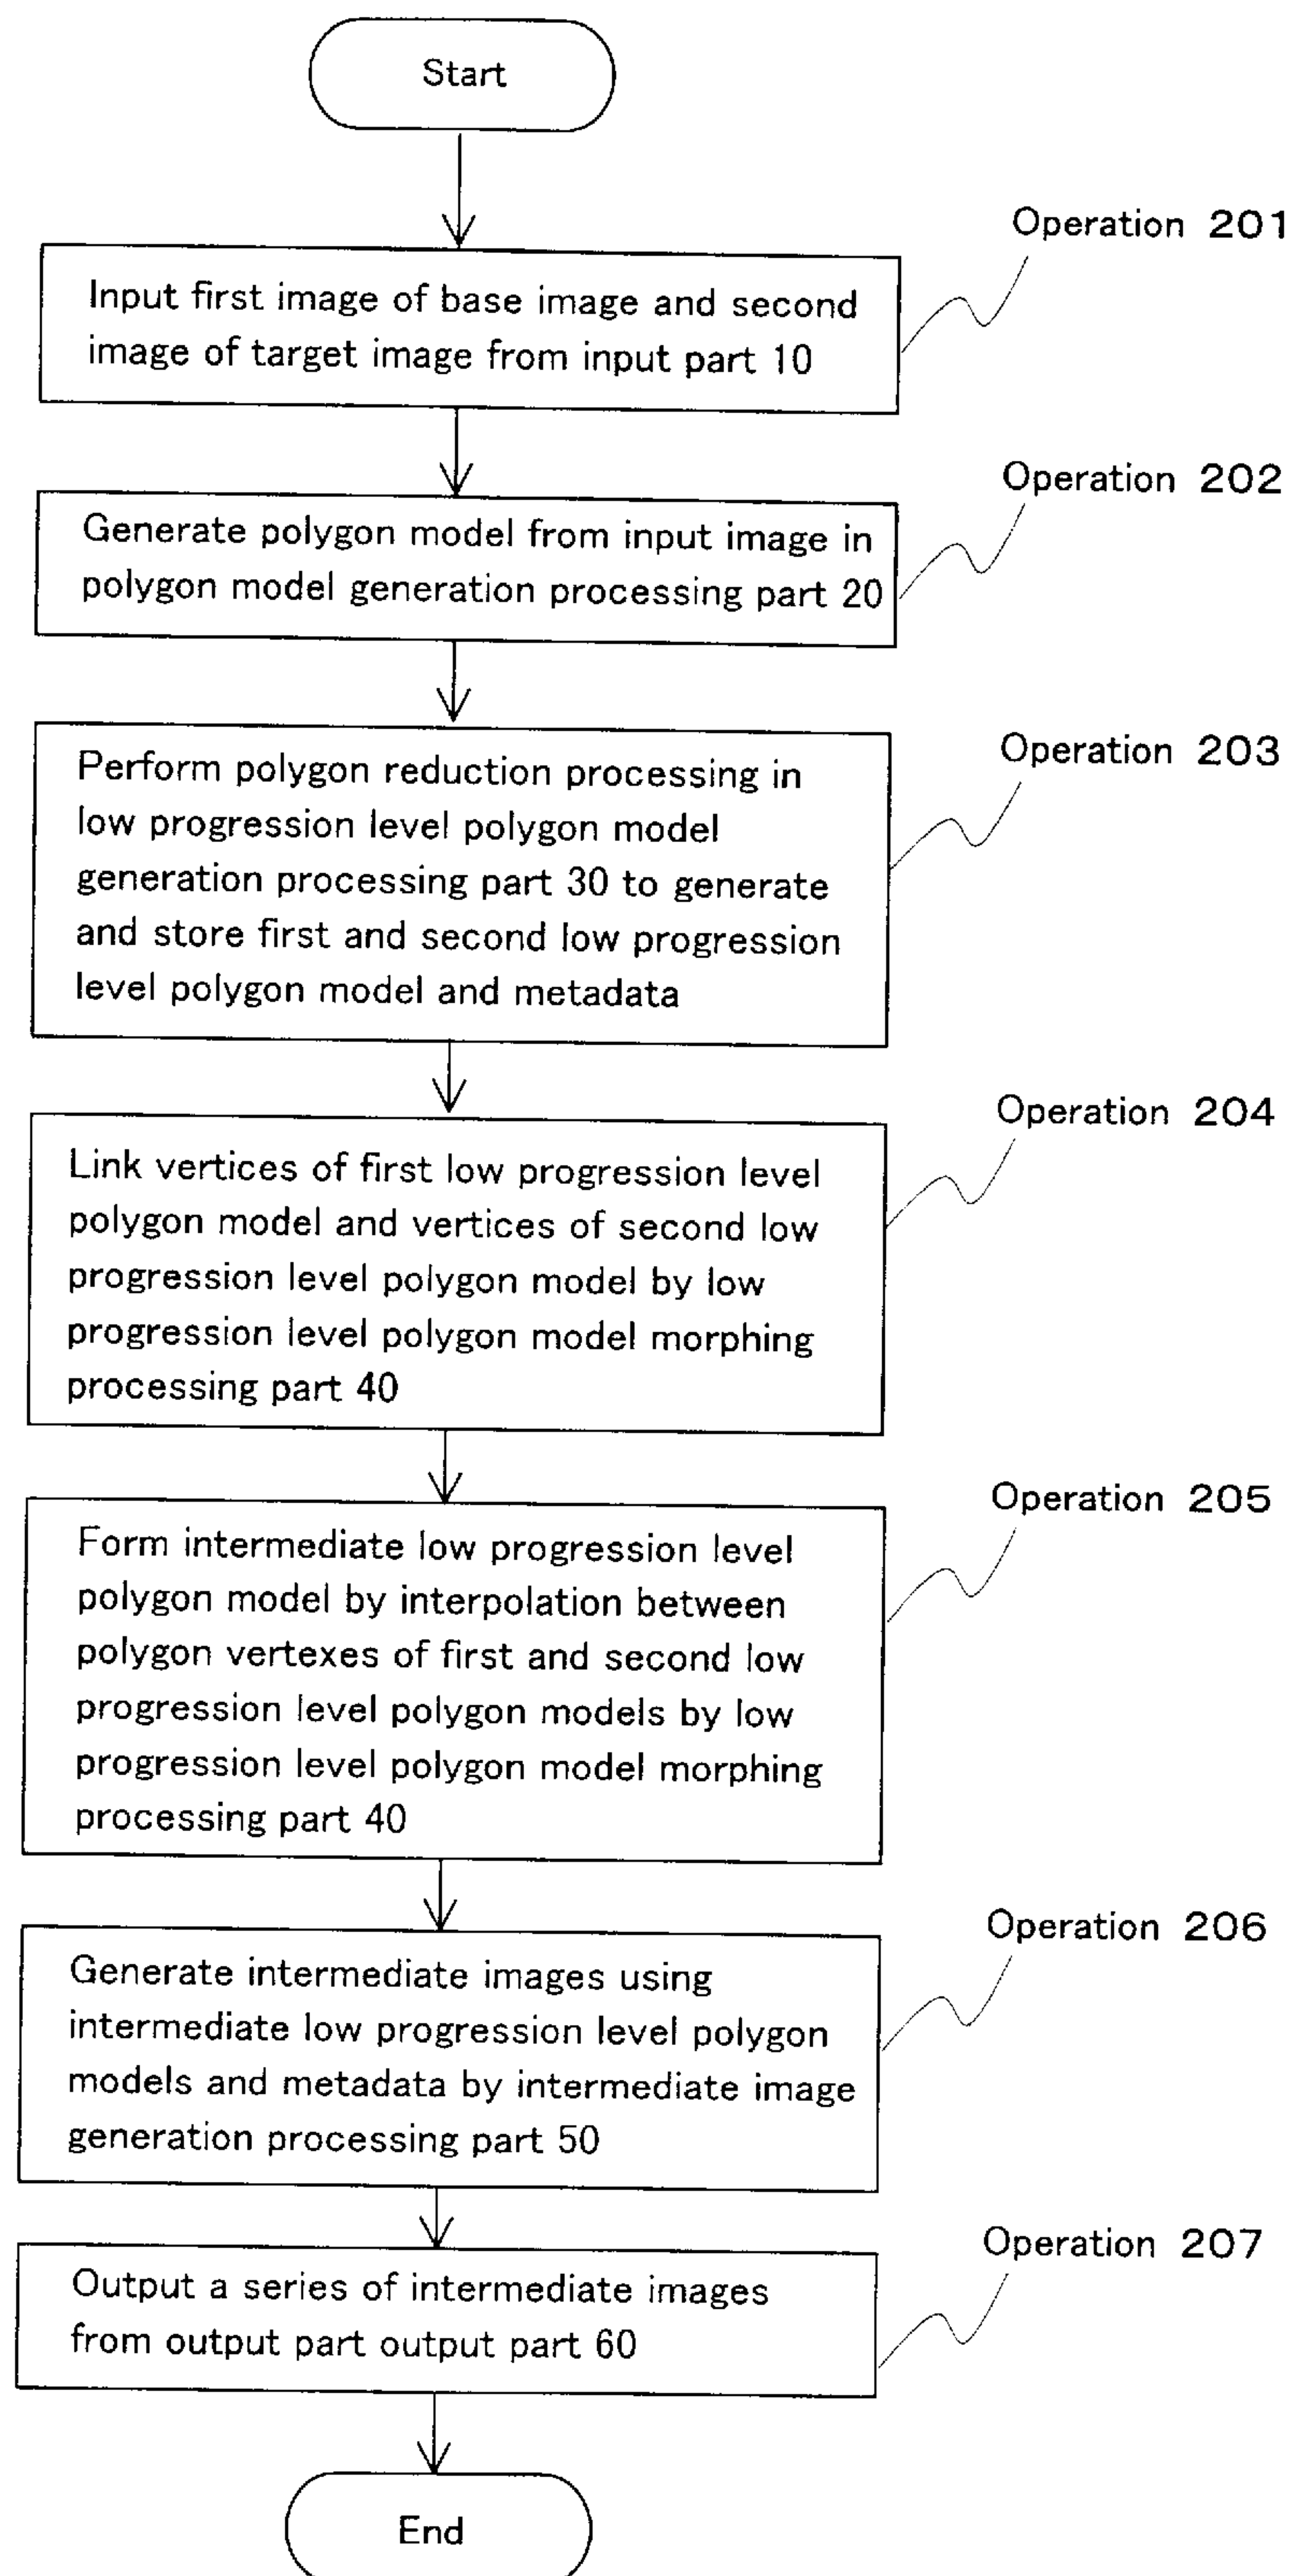 Start
Operation 201
Input first image of base image and second
image of target image from input part 10
Operation 202
Generate polygon model from input image in
polygon model generation processing part 20
Operation 203
Perform polygon reduction processing in
low progression level polygon model
generation processing part 30 to generate
and store first and second low progression
level polygon model and metadata
Operation 204
Link vertices of first low progression level
polygon model and vertices of second low
progression level polygon model by low
progression level polygon model morphing
processing part 40
Operation 205
Form intermediate low progression level
polygon model by interpolation between
polygon vertexes of first and second low
progression level polygon models by low
progression level polygon model morphing
processing part 40
Operation 206
Generate intermediate images using
intermediate low progression level polygon
models and metadata by intermediate image
generation processing part 50
Operation 207
Output a series of intermediate images
from output part output part 60
End